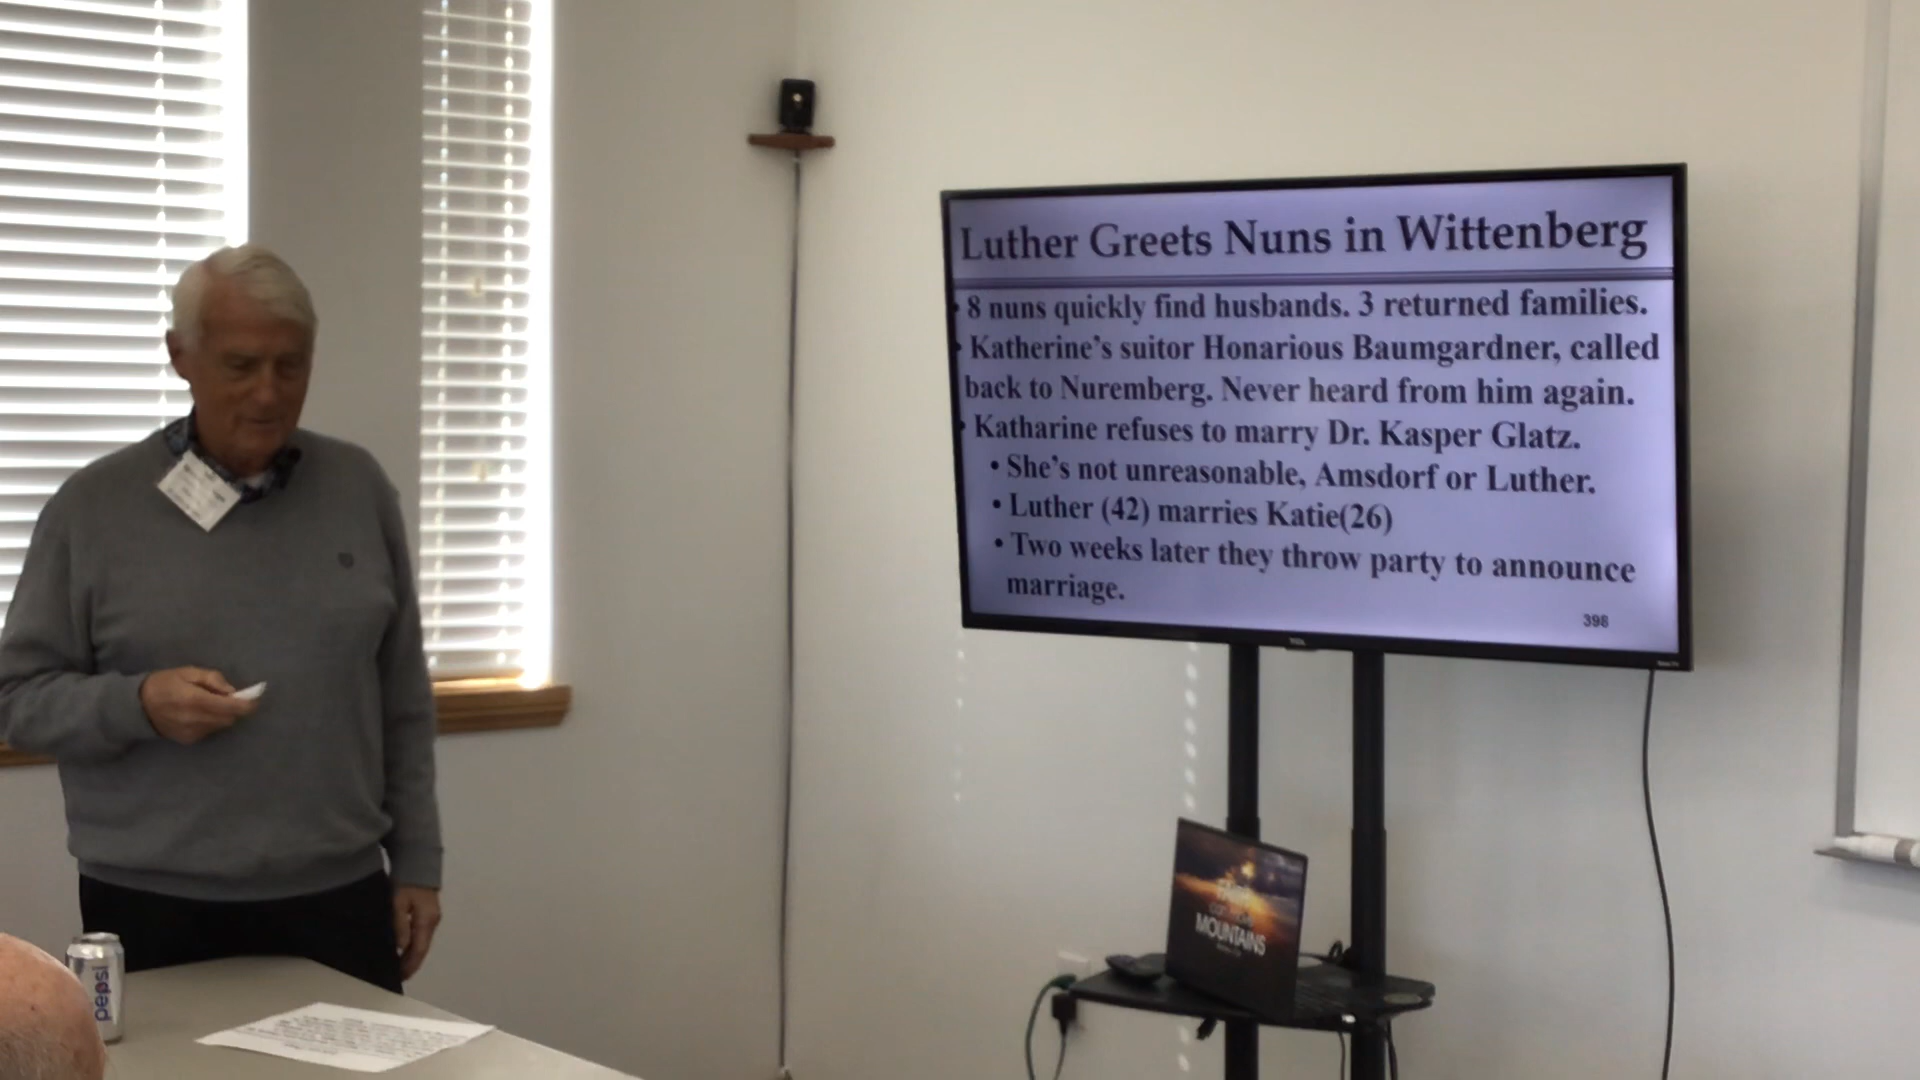 Luther Greets Nuns in Wittenberg
• 8 nuns quickly find husbands. 3 returned families.
• Katherine's suitor Honarious Baumgardner, called
back to Nuremberg. Never heard from him again.
• Katharine refuses to marry Dr. Kasper Glatz.
• She's not unreasonable, Amsdorf or Luther.
• Luther (42) marries Katie(26)
• Two weeks later they throw party to announce
marriage.
398
TCL
MOUNTAINS
pepsi